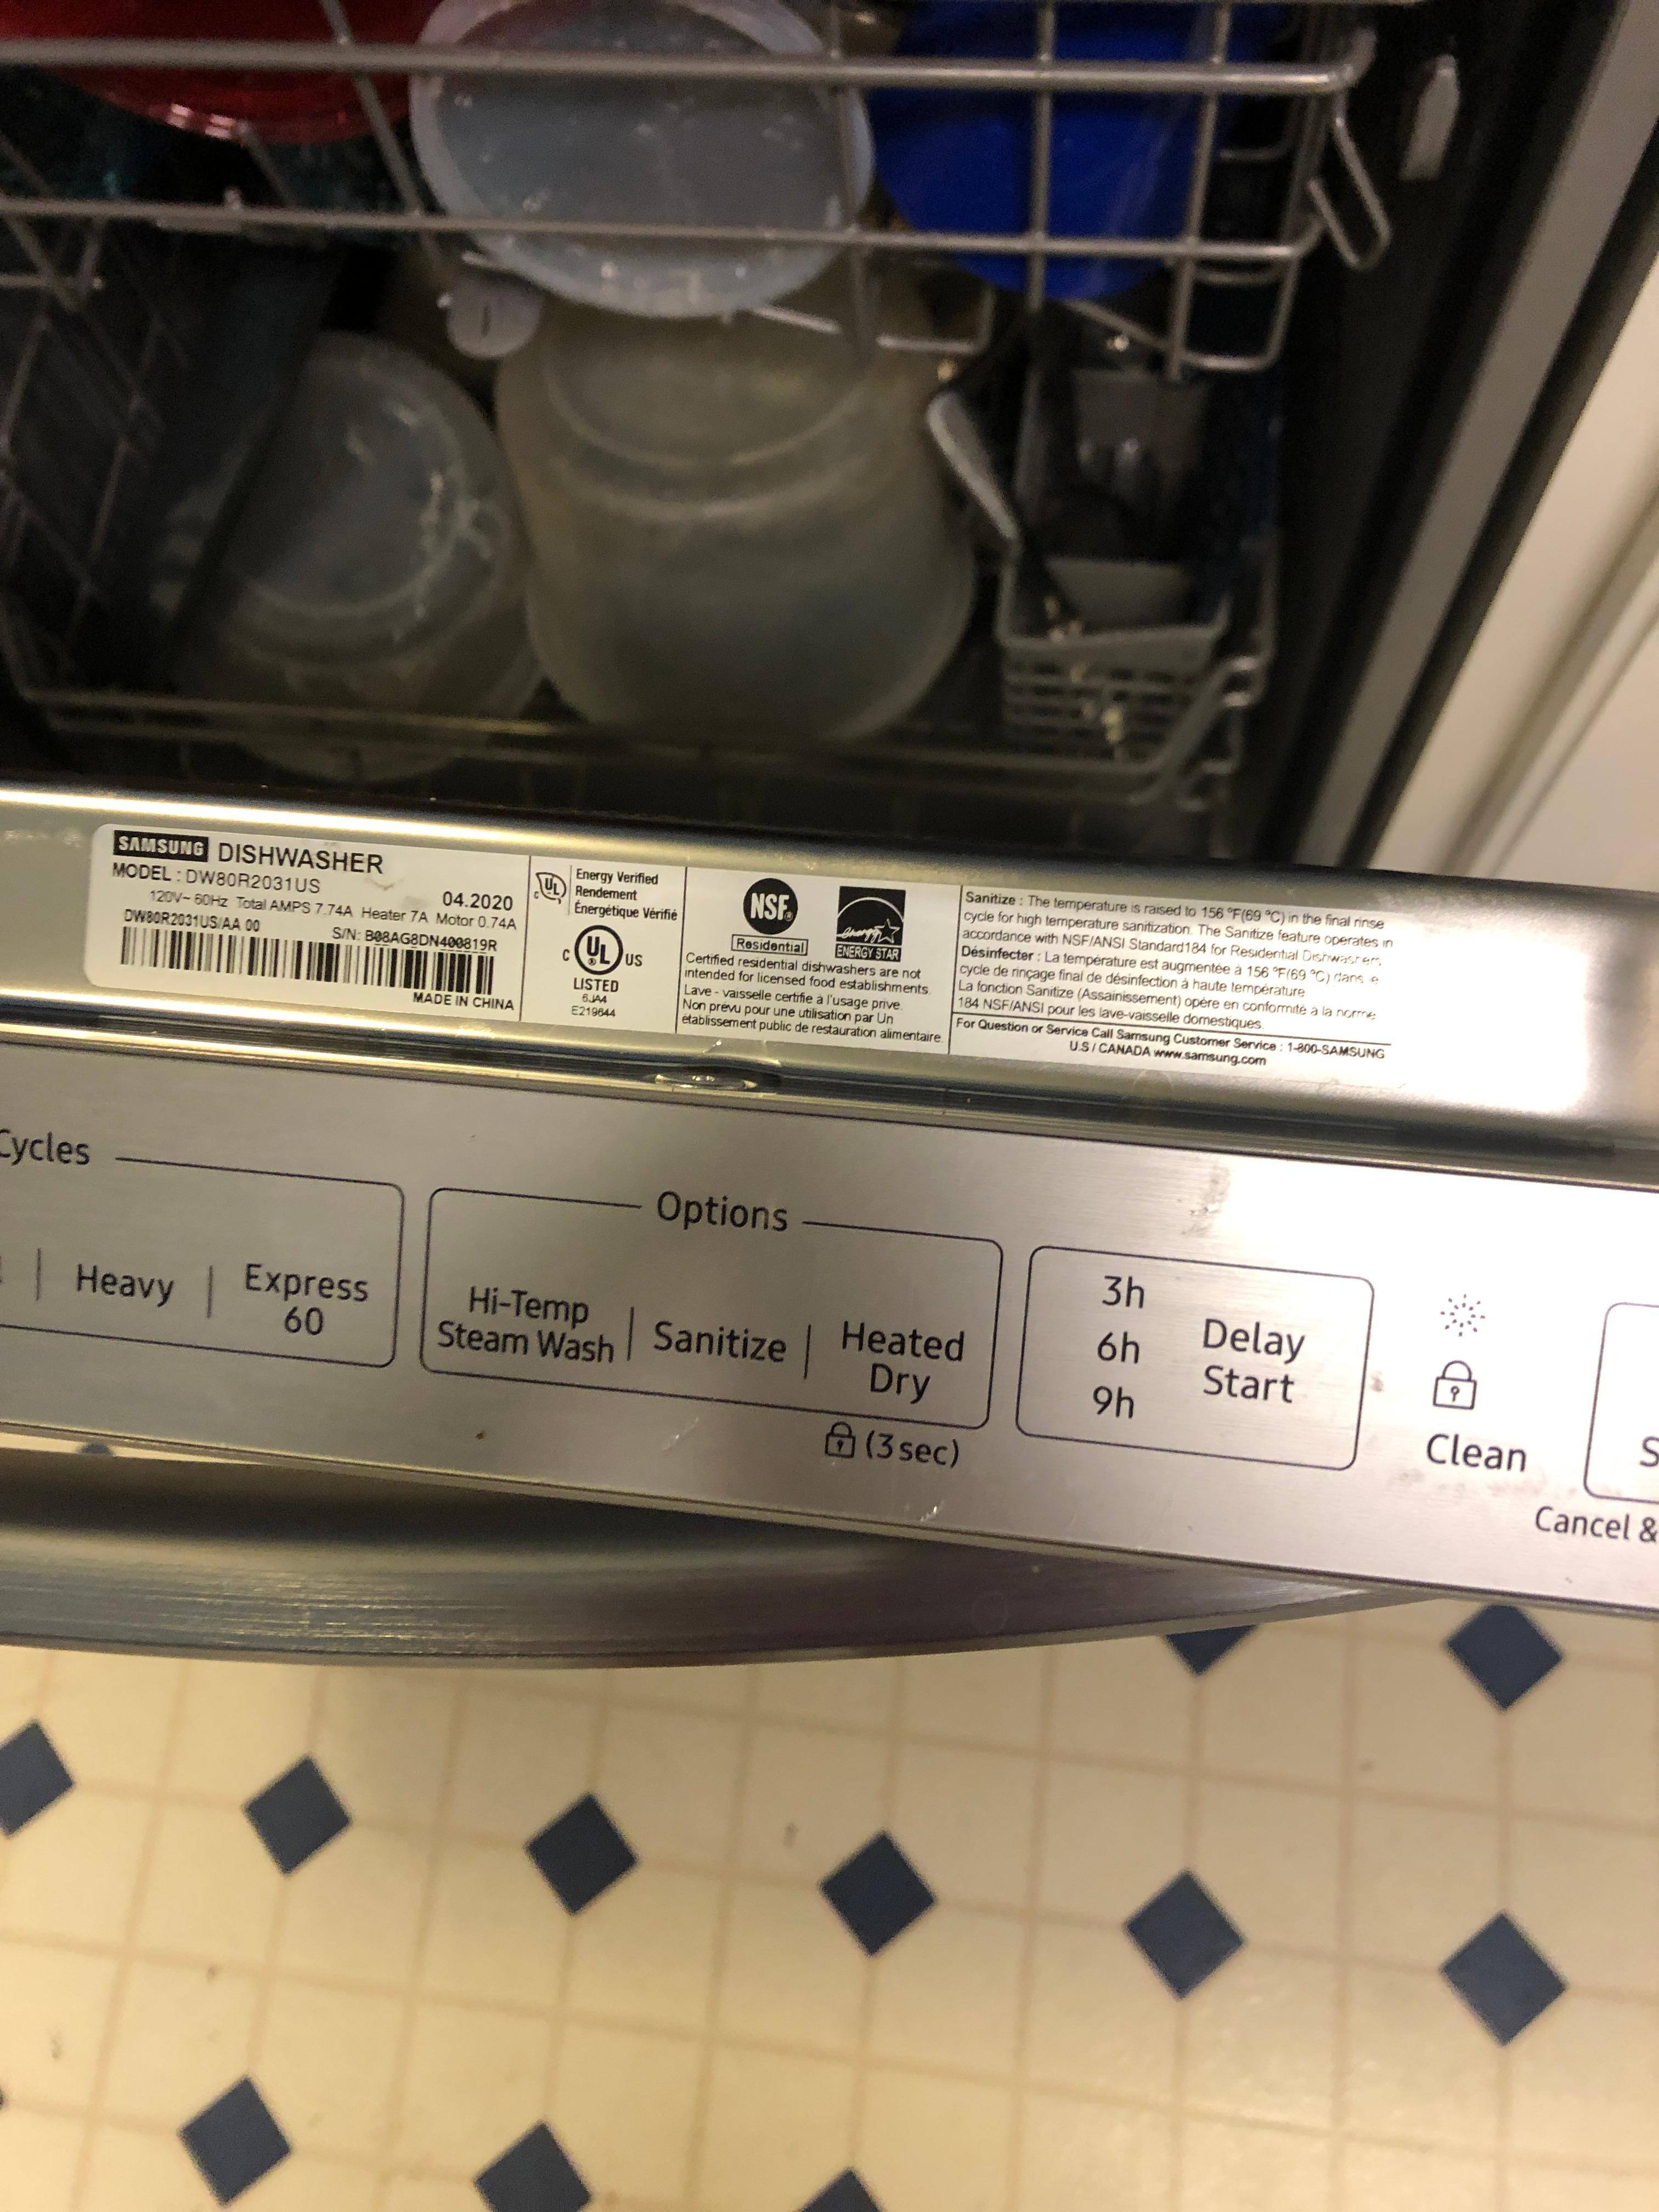 SAMSUNG DISHWASHER
MODEL : DW80R2031US
04.2020
120V~ 60Hz Total AMPS 7.74A Heater 7A Motor 0.74A
DW80R2031US/AA 00
S/N: B08AG8DN400819R
MADE IN CHINA
Energy Verified
Rendement
Énergétique Vérifié
C UL
C UL US
LISTED
6JA4
E219644
NSF
Residential
energy
ENERGY STAR
Certified residential dishwashers are not
intended for licensed food establishments.
Lave - vaisselle certifie à l'usage prive.
Non prévu pour une utilisation par Un
établissement public de restauration alimentaire.
Sanitize : The temperature is raised to 156 °F(69 °C) in the final rinse
cycle for high temperature sanitization. The Sanitize feature operates in
accordance with NSF/ANSI Standard184 for Residential Dishwashers.
Désinfecter : La température est augmentée à 156 °F(69 °C) dans le
cycle de rinçage final de désinfection à haute température
La fonction Sanitize (Assainissement) opère en conformité à la norme
184 NSF/ANSI pour les lave-vaisselle domestiques.
For Question or Service Call Samsung Customer Service : 1-800-SAMSUNG
U.S / CANADA www.samsung.com
Cycles
Heavy
Express
60
Options
Hi-Temp
Steam Wash
Sanitize
Heated
Dry
(3 sec)
3h
6h
9h
Delay
Start
Clean
S
Cancel &